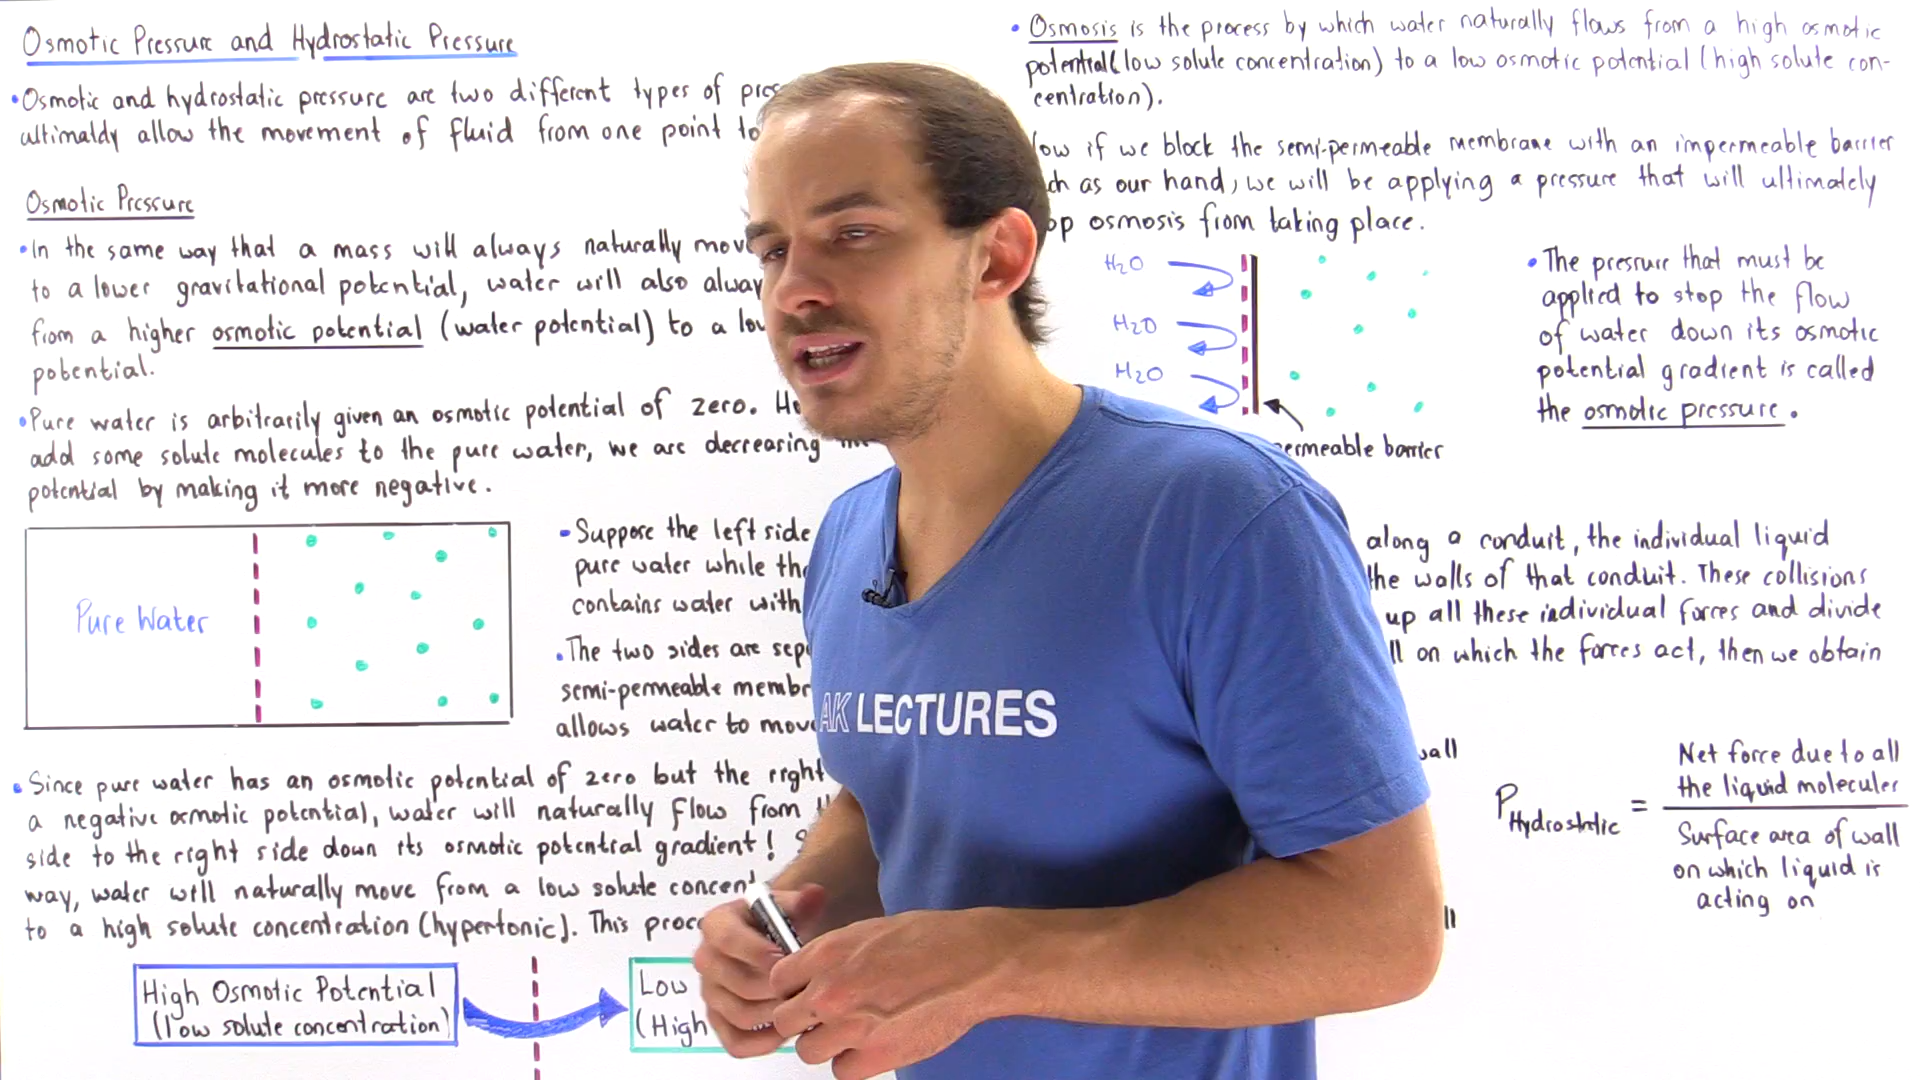 Osmotic Pressure and Hydrostatic Pressure
• Osmotic and hydrostatic pressure are two different types of
ultimately allow the movement of fluid from one point to
Osmotic Pressure
• In the same way that a mass will always naturally
to a lower gravitational potential, water will also
from a higher osmotic potential (water potential) to a
potential.
• Pure water is arbitrarily given an osmotic potential of zero.
add some solute molecules to the pure water, we are decreasing
potential by making it more negative.
Pure Water
• Suppose the left side
pure water while
contains water with
• The two sides are
semi-permeable
allows water to
• Since pure water has an osmotic potential of zero but the right
a negative osmotic potential, water will naturally flow from
side to the right side down its osmotic potential gradient!
way, water will naturally move from a low solute
to a high solute concentration (hypertonic). This
High Osmotic Potential
(low solute concentration)
Low
(High
• Osmosis is the process by which water naturally flows from a high osmotic
potential (low solute concentration) to a low osmotic potential (high solute con-
centration).
if we block the semi-permeable membrane with an impermeable barrier
as our hand, we will be applying a pressure that will ultimately
osmosis from taking place.
H2O
H2O
H2O
barrier
• The pressure that must be
applied to stop the flow
of water down its osmotic
potential gradient is called
the osmotic pressure.
along a conduit, the individual liquid
the walls of that conduit. These collisions
up all these individual forces and divide
on which the forces act, then we obtain
wall
P Hydrostatic = Net force due to all
the liquid molecules
Surface area of wall
on which liquid is
acting on
AK LECTURES